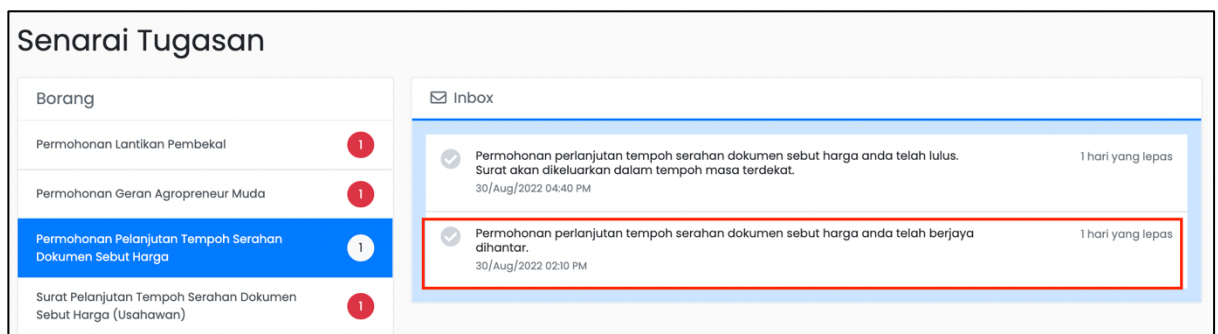 Senarai Tugasan
Borang
Permohonan Lantikan Pembekal
1
Permohonan Geran Agropreneur Muda
1
Permohonan Pelanjutan Tempoh Serahan
Dokumen Sebut Harga
1
Surat Pelanjutan Tempoh Serahan Dokumen
Sebut Harga (Usahawan)
1
Inbox
Permohonan perlanjutan tempoh serahan dokumen sebut harga anda telah lulus.
Surat akan dikeluarkan dalam tempoh masa terdekat.
30/Aug/2022 04:40 PM
1 hari yang lepas
Permohonan perlanjutan tempoh serahan dokumen sebut harga anda telah berjaya
dihantar.
30/Aug/2022 02:10 PM
1 hari yang lepas